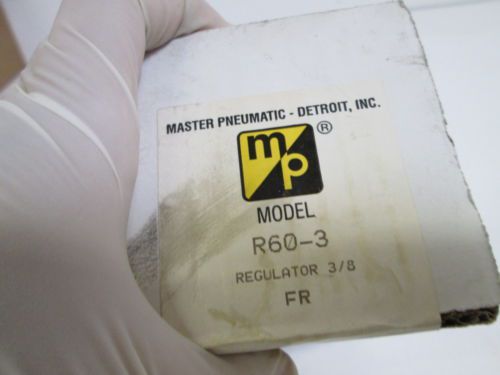 MASTER PNEUMATIC - DETROIT, INC.
mp ®
MODEL
R60-3
REGULATOR 3/8
FR